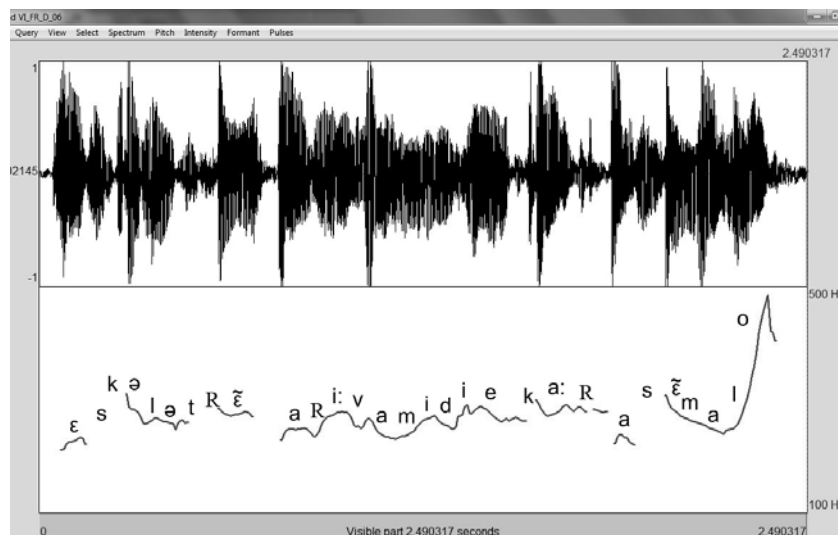 d VI_FR_D_06
Query View Select Spectrum Pitch Intensity Formant Pulses
2.490317
1
02145
-1
500 H
ɛ s k ə l ə t R ɛ̃ a R i: v a m i d i e k a: R a s ɛ̃ m a l o
100 H
0 Visible part 2.490317 seconds 2.490317